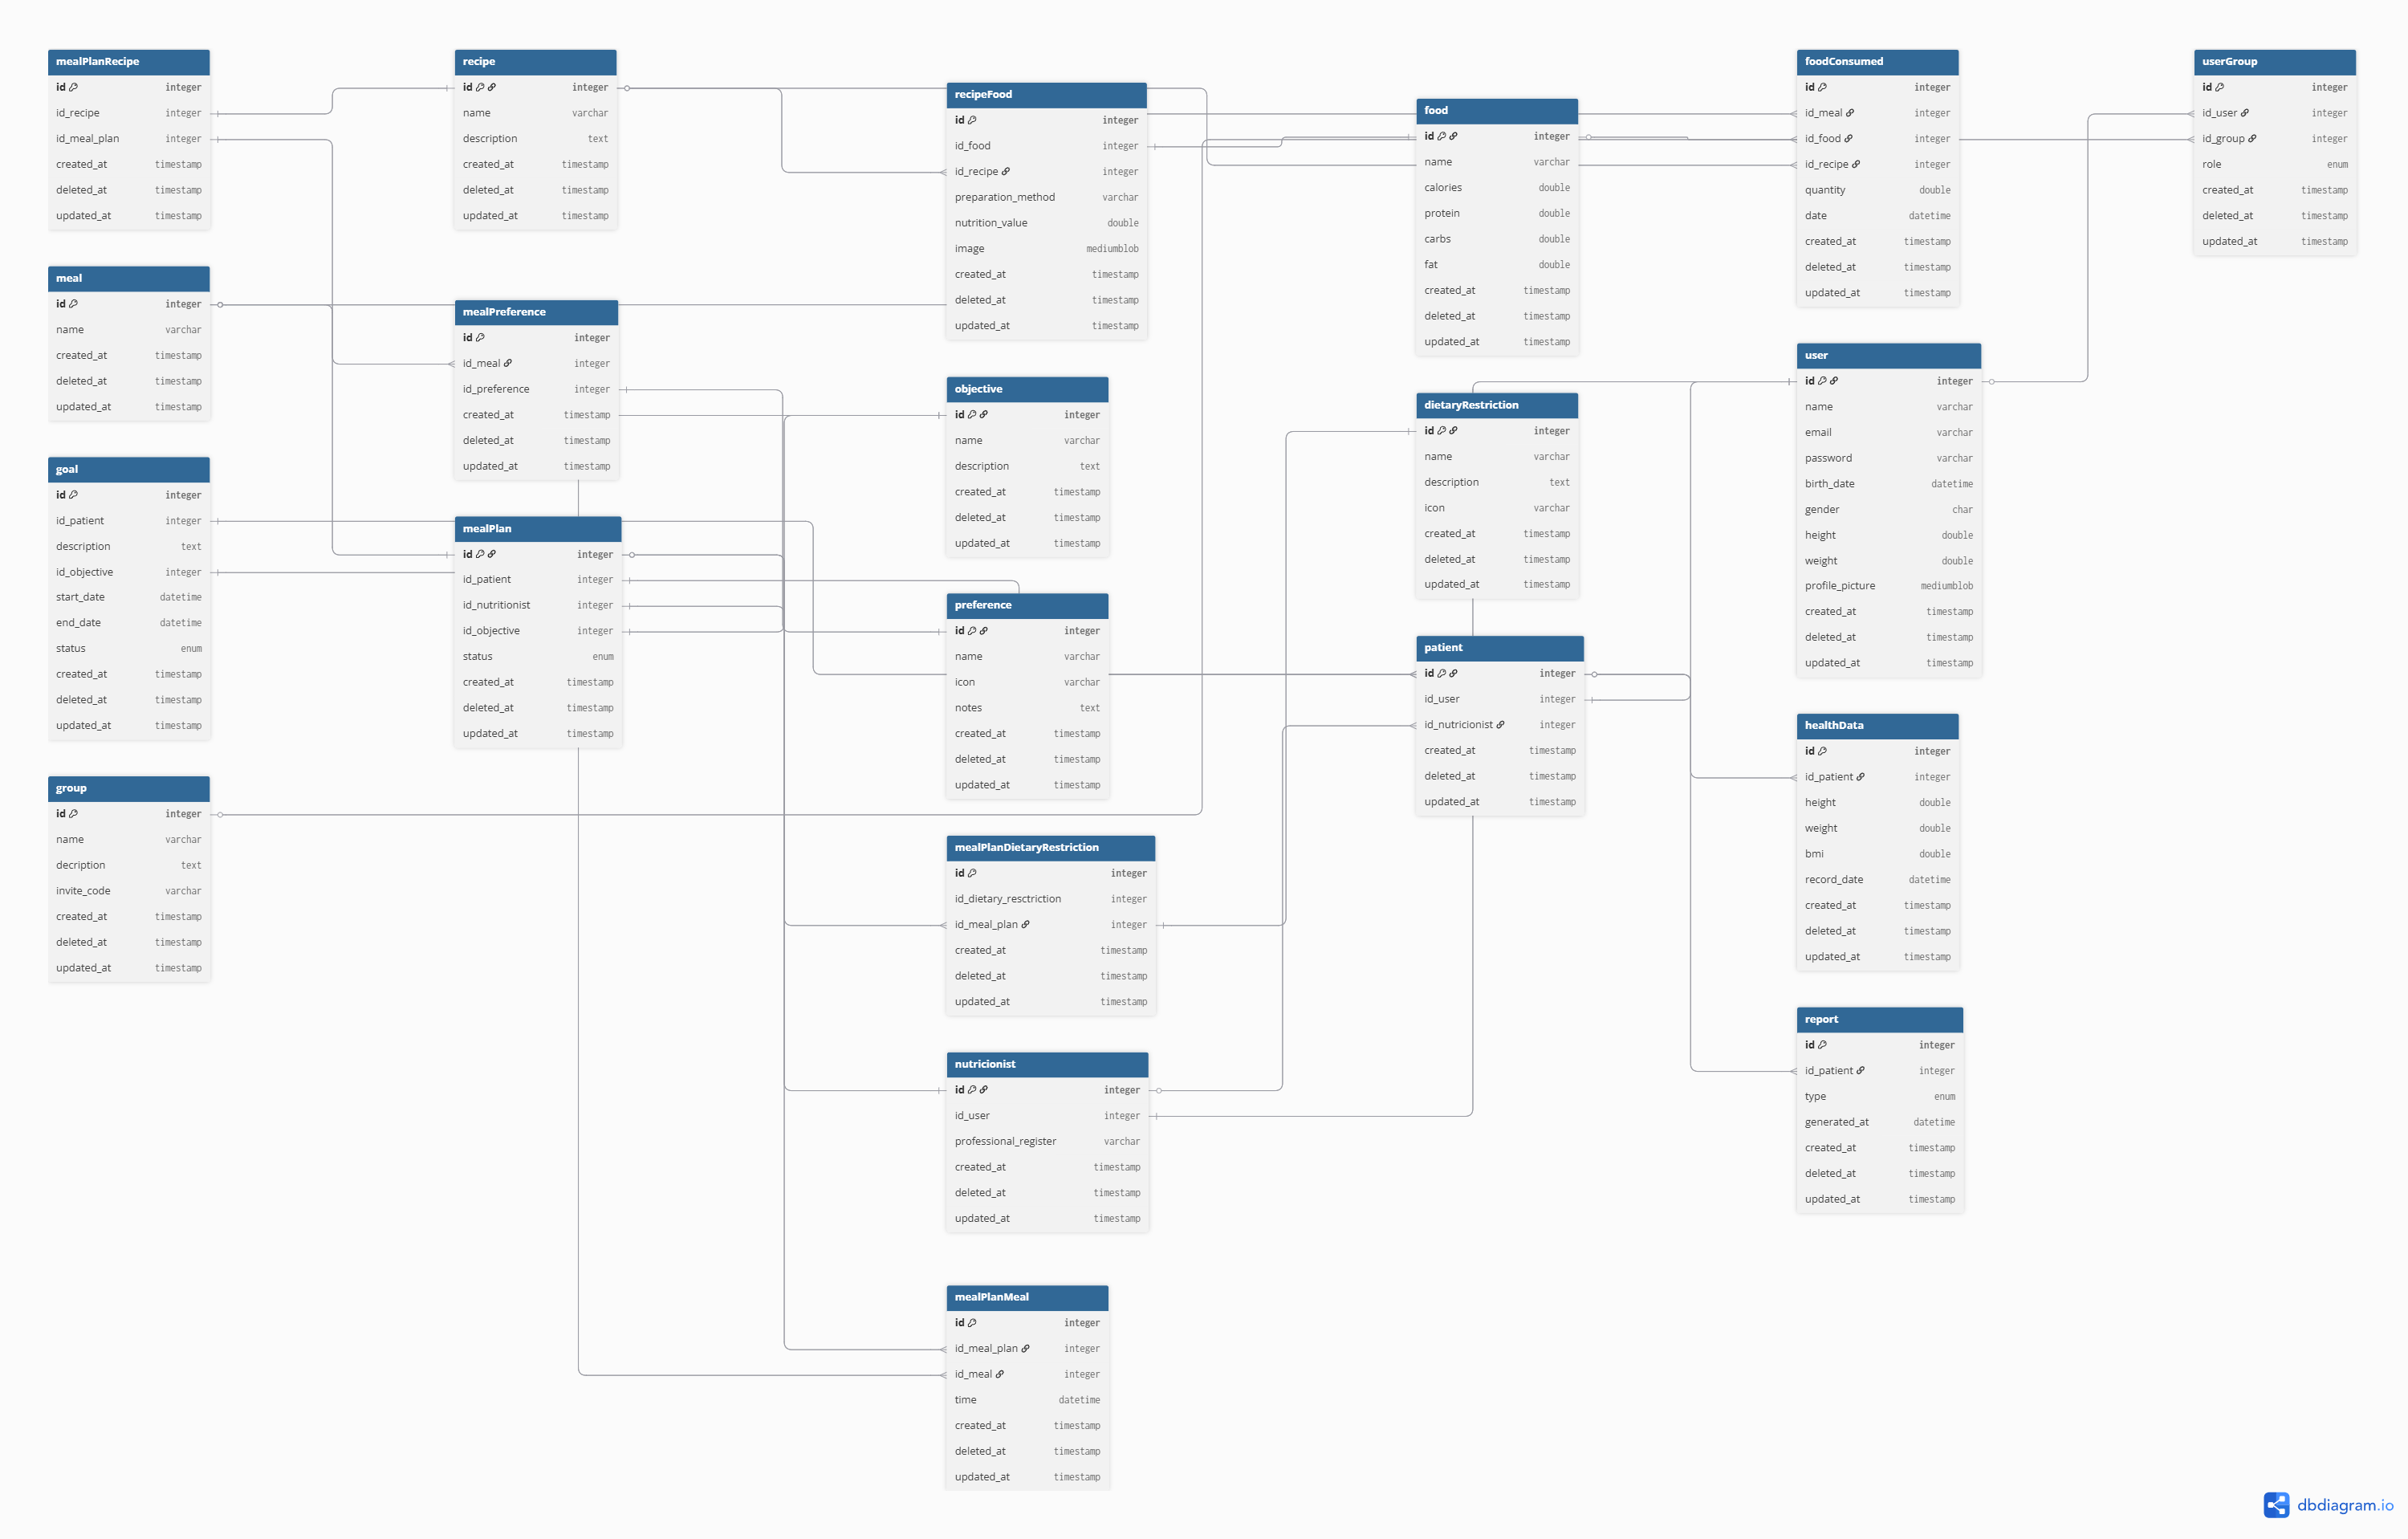 mealPlanRecipe
id integer
id_recipe integer
id_meal_plan integer
created_at timestamp
deleted_at timestamp
updated_at timestamp
meal
id integer
name varchar
created_at timestamp
deleted_at timestamp
updated_at timestamp
goal
id integer
id_patient integer
description text
id_objective integer
start_date datetime
end_date datetime
status enum
created_at timestamp
deleted_at timestamp
updated_at timestamp
group
id integer
name varchar
decription text
invite_code varchar
created_at timestamp
deleted_at timestamp
updated_at timestamp
recipe
id integer
name varchar
description text
created_at timestamp
deleted_at timestamp
updated_at timestamp
mealPreference
id integer
id_meal integer
id_preference integer
created_at timestamp
deleted_at timestamp
updated_at timestamp
mealPlan
id integer
id_patient integer
id_nutritionist integer
id_objective integer
status enum
created_at timestamp
deleted_at timestamp
updated_at timestamp
recipeFood
id integer
id_food integer
id_recipe integer
preparation_method varchar
nutrition_value double
image mediumblob
created_at timestamp
deleted_at timestamp
updated_at timestamp
objective
id integer
name varchar
description text
created_at timestamp
deleted_at timestamp
updated_at timestamp
preference
id integer
name varchar
icon varchar
notes text
created_at timestamp
deleted_at timestamp
updated_at timestamp
mealPlanDietaryRestriction
id integer
id_dietary_resctriction integer
id_meal_plan integer
created_at timestamp
deleted_at timestamp
updated_at timestamp
nutricionist
id integer
id_user integer
professional_register varchar
created_at timestamp
deleted_at timestamp
updated_at timestamp
mealPlanMeal
id integer
id_meal_plan integer
id_meal integer
time datetime
created_at timestamp
deleted_at timestamp
updated_at timestamp
food
id integer
name varchar
calories double
protein double
carbs double
fat double
created_at timestamp
deleted_at timestamp
updated_at timestamp
dietaryRestriction
id integer
name varchar
description text
icon varchar
created_at timestamp
deleted_at timestamp
updated_at timestamp
patient
id integer
id_user integer
id_nutricionist integer
created_at timestamp
deleted_at timestamp
updated_at timestamp
foodConsumed
id integer
id_meal integer
id_food integer
id_recipe integer
quantity double
date datetime
created_at timestamp
deleted_at timestamp
updated_at timestamp
user
id integer
name varchar
email varchar
password varchar
birth_date datetime
gender char
height double
weight double
profile_picture mediumblob
created_at timestamp
deleted_at timestamp
updated_at timestamp
healthData
id integer
id_patient integer
height double
weight double
bmi double
record_date datetime
created_at timestamp
deleted_at timestamp
updated_at timestamp
report
id integer
id_patient integer
type enum
generated_at datetime
created_at timestamp
deleted_at timestamp
updated_at timestamp
userGroup
id integer
id_user integer
id_group integer
role enum
created_at timestamp
deleted_at timestamp
updated_at timestamp
dbdiagram.io